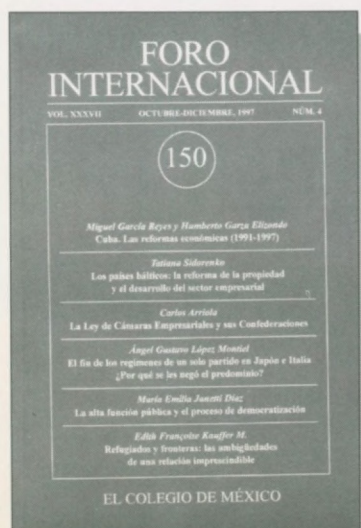 FORO
INTERNACIONAL
VOL. XXXVII OCTUBRE-DICIEMBRE, 1997 NÚM. 4
150
Miguel García Reyes y Humberto Garza Elizondo
Cuba. Las reformas económicas (1991-1997)
Tatiana Sidorenko
Los países bálticos: la reforma de la propiedad
y el desarrollo del sector empresarial
Carlos Arriola
La Ley de Cámaras Empresariales y sus Confederaciones
Ángel Gustavo López Montiel
El fin de los regímenes de un solo partido en Japón e Italia
¿Por qué se les negó el predominio?
María Emilia Janetti Díaz
La alta función pública y el proceso de democratización
Edith Françoise Kauffer M.
Refugiados y fronteras: las ambigüedades
de una relación imprescindible
EL COLEGIO DE MÉXICO